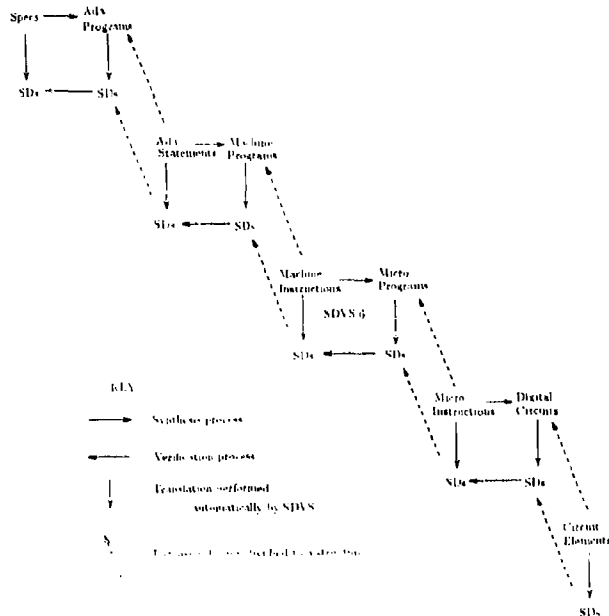 Specs
Ada
Programs
SDs
SDs
Ada
Statements
Machine
Programs
SDs
SDs
Machine
Instructions
Micro
Programs
SDVS 6
SDs
SDs
KEY
Synthesis process
Verification process
Translation performed
automatically by SDVS
Micro
Instructions
Digital
Circuits
SDs
SDs
Circuit
Elements
SDs